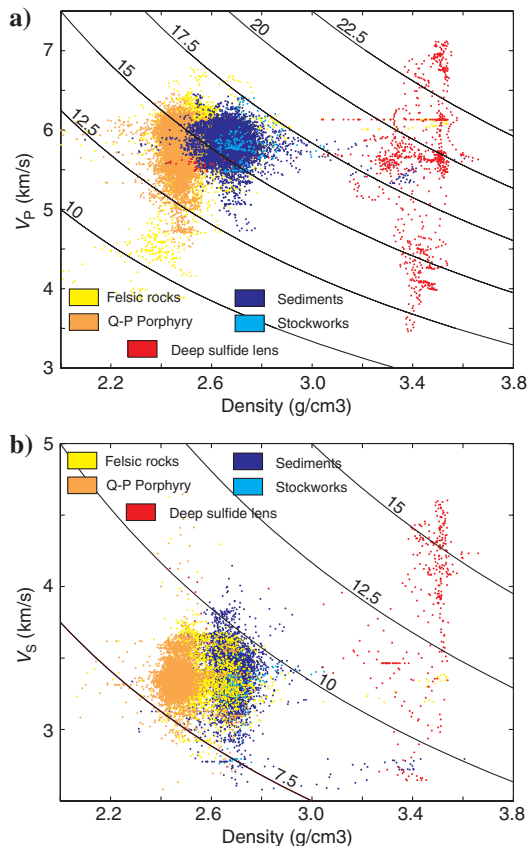 a)
7
6
5
4
3
V_P (km/s)
10
12.5
15
17.5
20
22.5
Felsic rocks
Sediments
Q-P Porphyry
Stockworks
Deep sulfide lens
2.2 2.6 3.0 3.4 3.8
Density (g/cm3)
b)
5
4
3
V_S (km/s)
Felsic rocks
Sediments
Q-P Porphyry
Stockworks
Deep sulfide lens
15
12.5
10
7.5
2.2 2.6 3.0 3.4 3.8
Density (g/cm3)